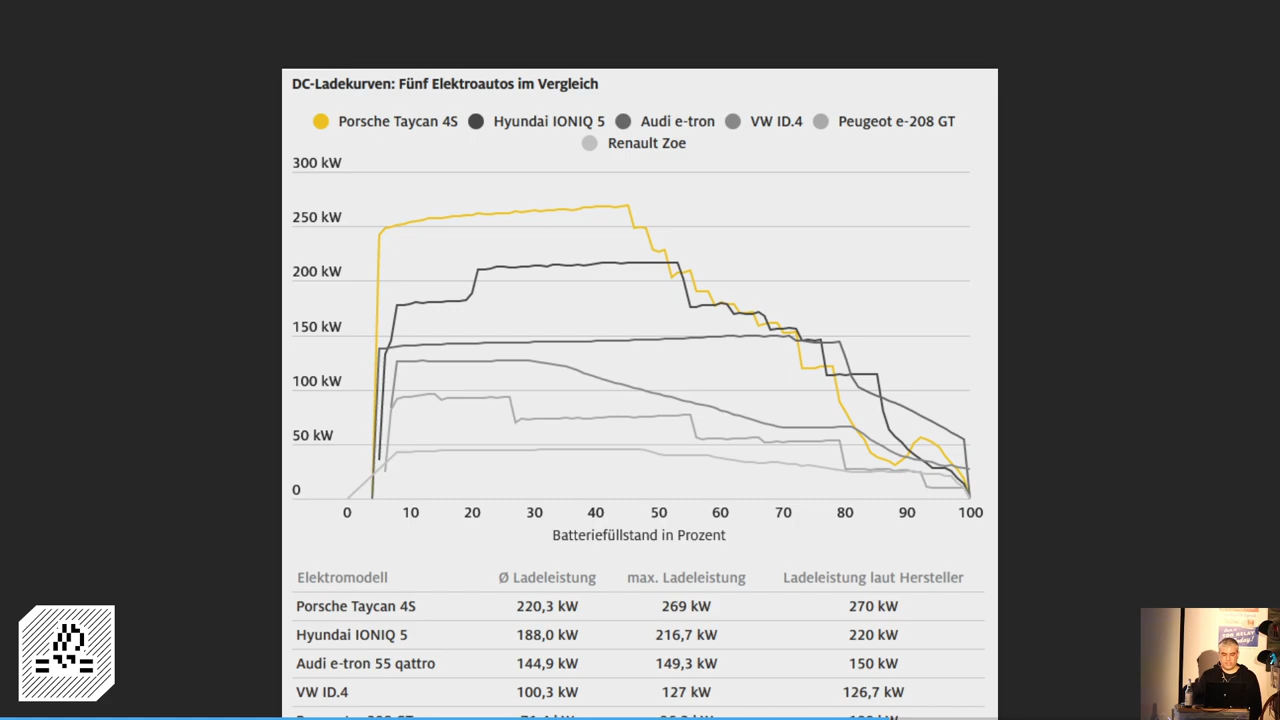 DC-Ladekurven: Fünf Elektroautos im Vergleich
Porsche Taycan 4S Hyundai IONIQ 5 Audi e-tron VW ID.4 Peugeot e-208 GT
Renault Zoe
300 kW
250 kW
200 kW
150 kW
100 kW
50 kW
0
0 10 20 30 40 50 60 70 80 90 100
Batteriefüllstand in Prozent
Elektromodell Ø Ladeleistung max. Ladeleistung Ladeleistung laut Hersteller
Porsche Taycan 4S 220,3 kW 269 kW 270 kW
Hyundai IONIQ 5 188,0 kW 216,7 kW 220 kW
Audi e-tron 55 qattro 144,9 kW 149,3 kW 150 kW
VW ID.4 100,3 kW 127 kW 126,7 kW